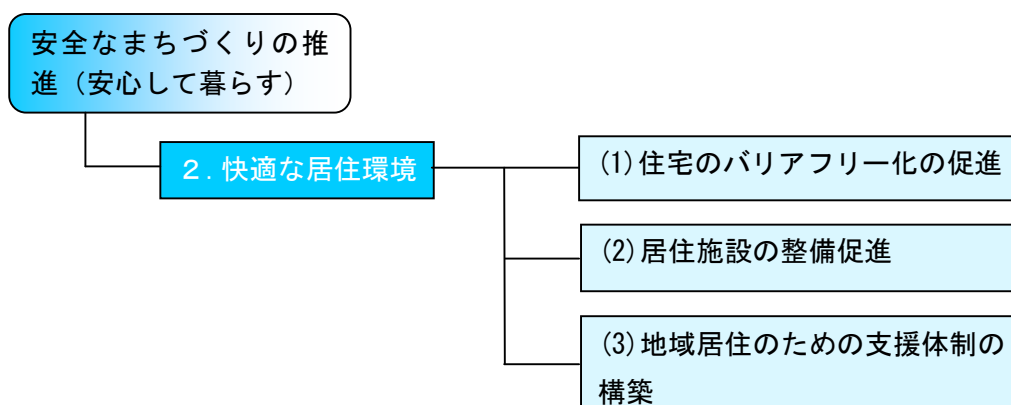 安全なまちづくりの推
進（安心して暮らす）
２．快適な居住環境
(1)住宅のバリアフリー化の促進
(2)居住施設の整備促進
(3)地域居住のための支援体制の
構築